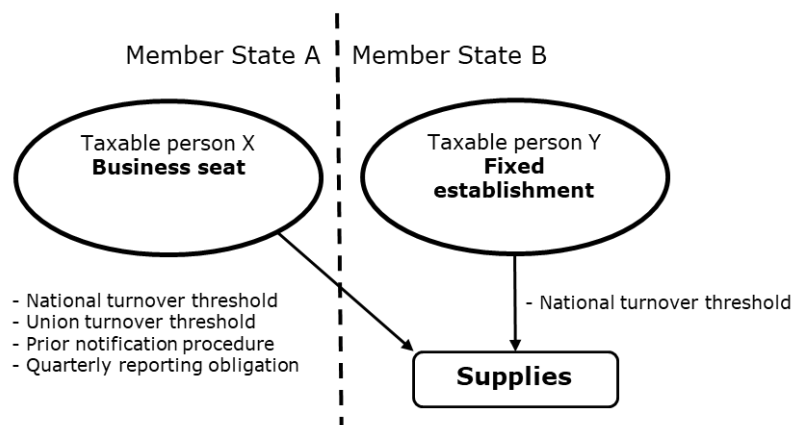 Member State A
Member State B
Taxable person X
Business seat
Taxable person Y
Fixed
establishment
- National turnover threshold
- Union turnover threshold
- Prior notification procedure
- Quarterly reporting obligation
- National turnover threshold
Supplies